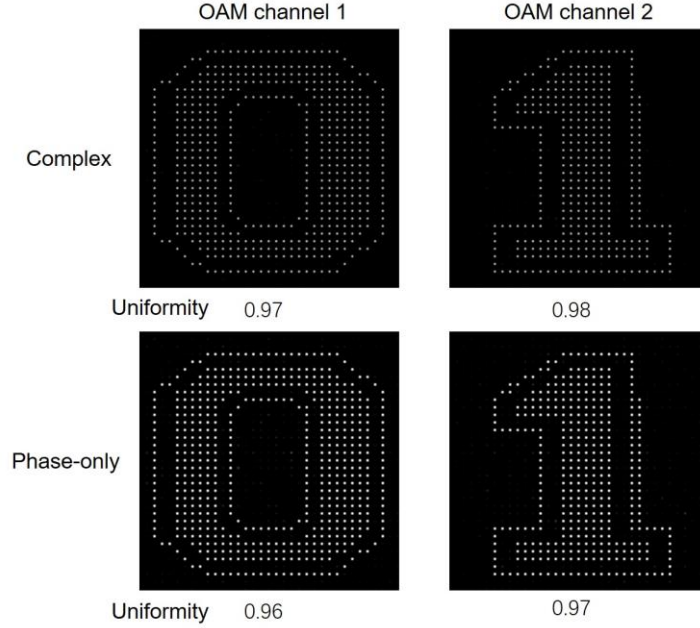 OAM channel 1 OAM channel 2
Complex
Uniformity 0.97 0.98
Phase-only
Uniformity 0.96 0.97